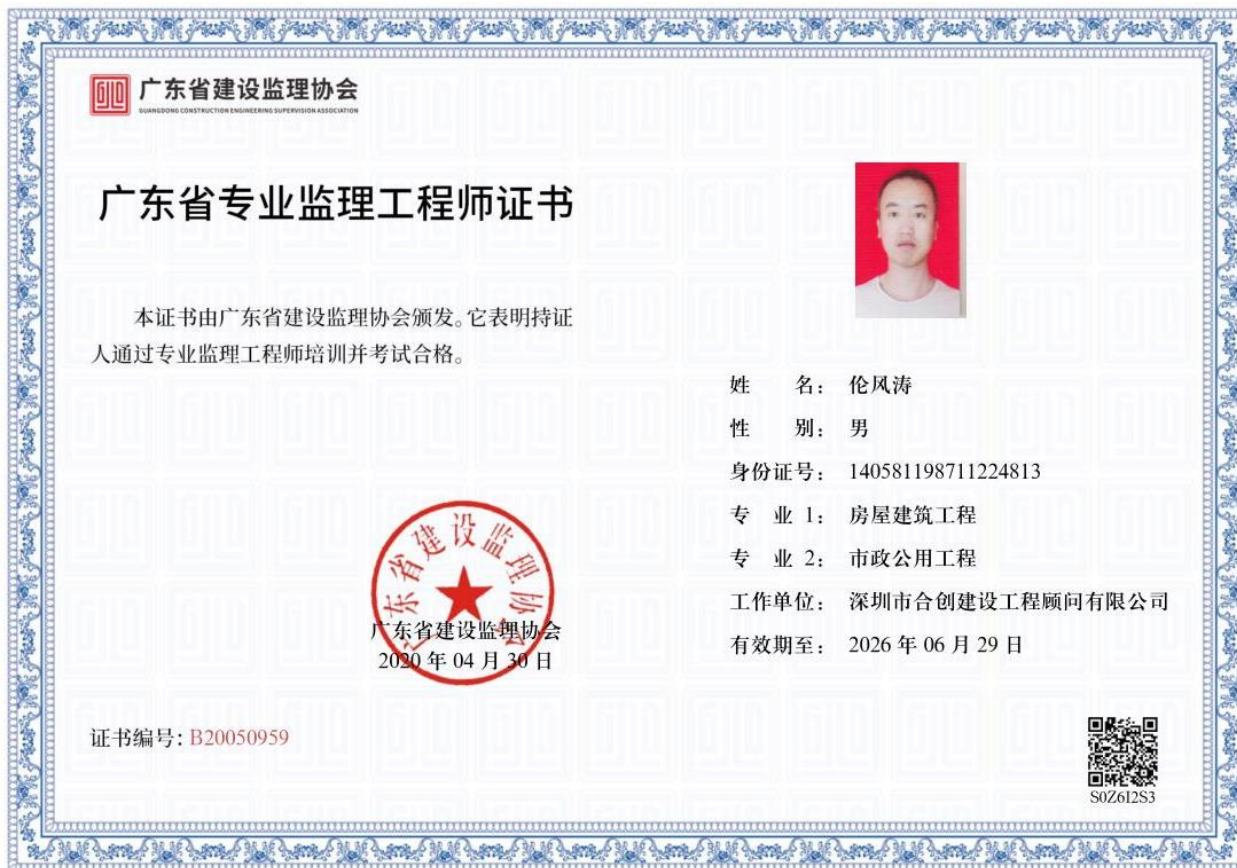 广东省建设监理协会
GUANGDONG CONSTRUCTION ENGINEERING SUPERVISION ASSOCIATION
广东省专业监理工程师证书
本证书由广东省建设监理协会颁发。它表明持证
人通过专业监理工程师培训并考试合格。
姓 名： 伦风涛
性 别： 男
身份证号： 140581198711224813
专 业 1： 房屋建筑工程
专 业 2： 市政公用工程
工作单位： 深圳市合创建设工程顾问有限公司
有效期至： 2026 年 06 月 29 日
广东省建设监理协会
广东省建设监理协会
2020 年 04 月 30 日
证书编号：B20050959
S0Z6I2S3